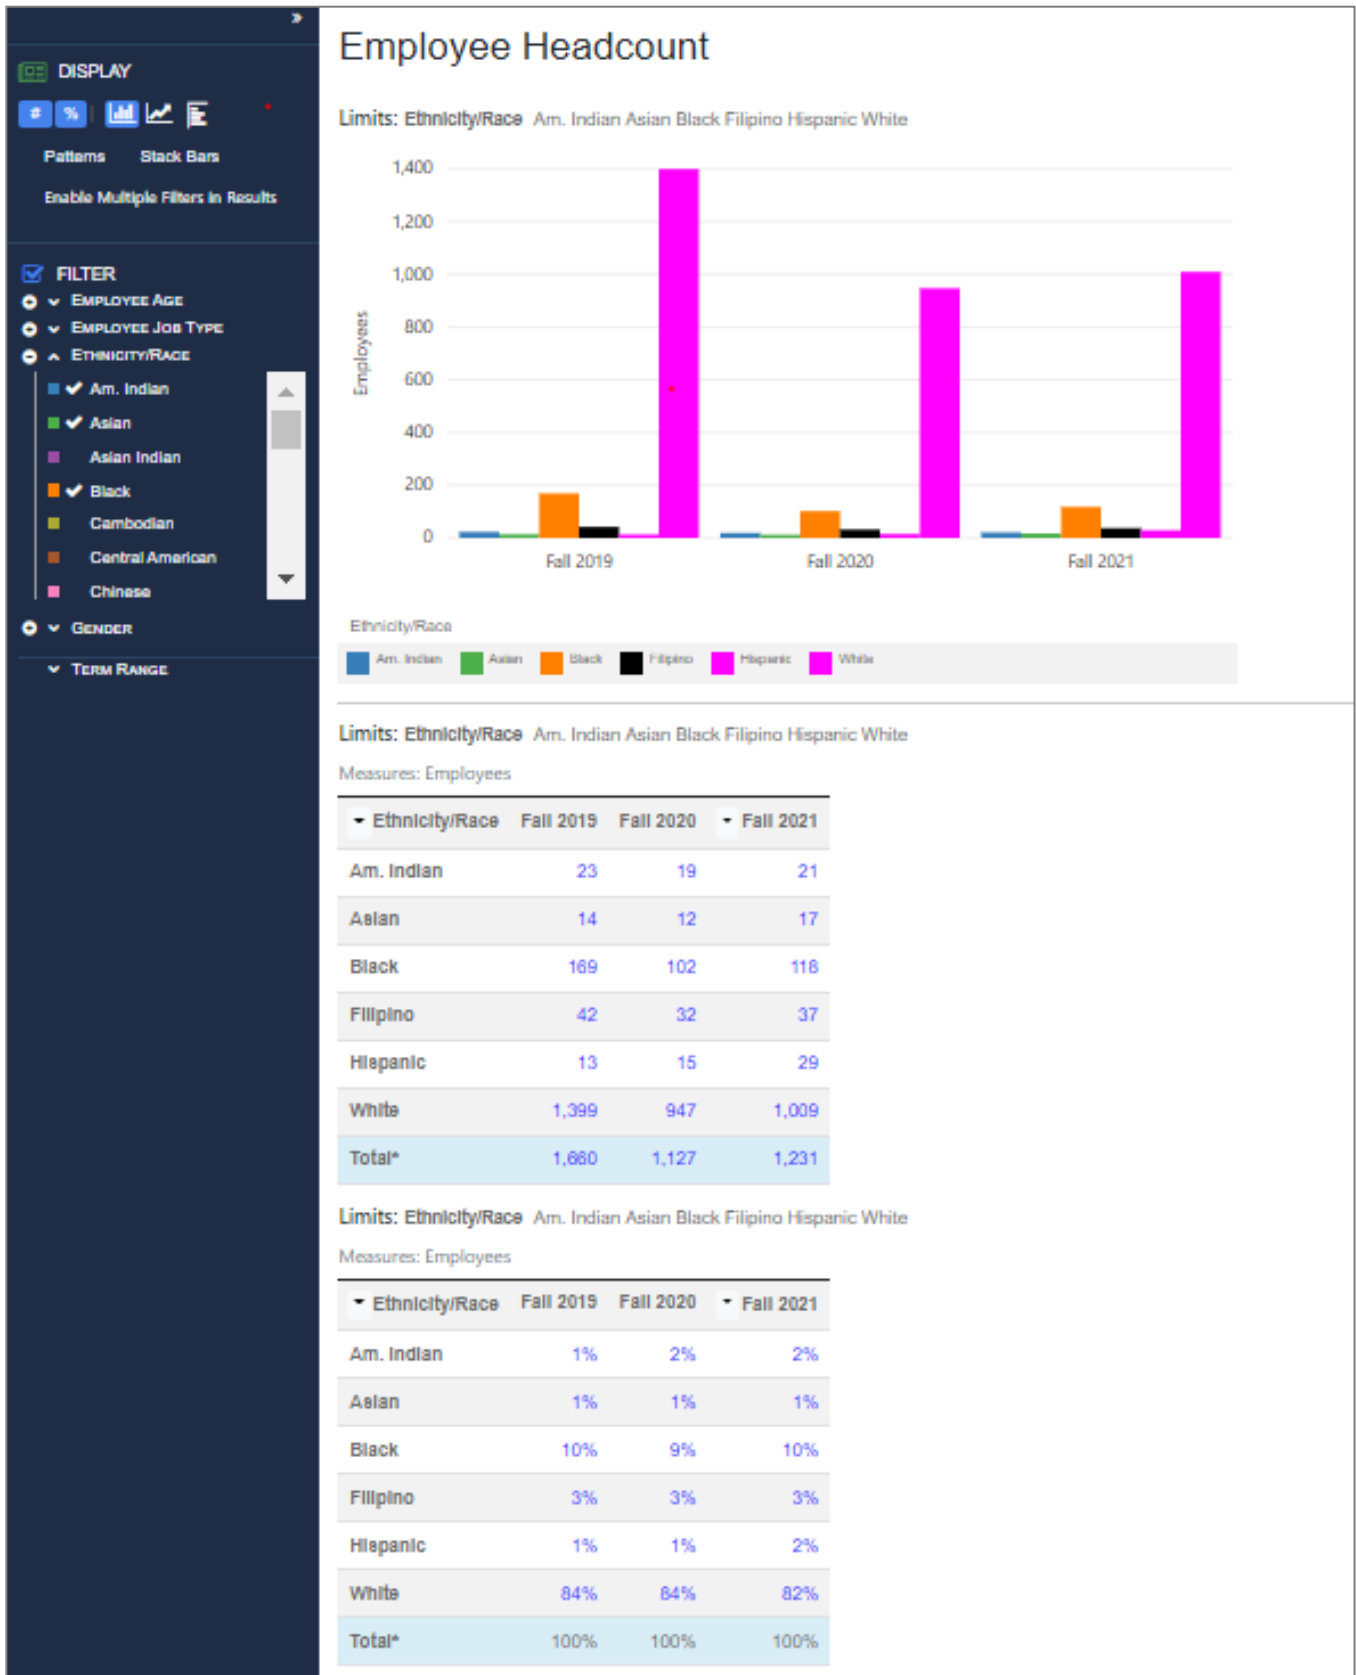 »
DISPLAY
# %
Patterns Stack Bars
Enable Multiple Filters in Results
FILTER
EMPLOYEE AGE
EMPLOYEE JOB TYPE
ETHNICITY/RACE
Am. Indian
Asian
Asian Indian
Black
Cambodian
Central American
Chinese
GENDER
TERM RANGE
Employee Headcount
Limits: Ethnicity/Race Am. Indian Asian Black Filipino Hispanic White
1,400
1,200
1,000
800
600
400
200
0
Employees
Fall 2019 Fall 2020 Fall 2021
Ethnicity/Race
Am. Indian Asian Black Filipino Hispanic White
Limits: Ethnicity/Race Am. Indian Asian Black Filipino Hispanic White
Measures: Employees
Ethnicity/Race Fall 2019 Fall 2020 Fall 2021
Am. Indian 23 19 21
Asian 14 12 17
Black 169 102 118
Filipino 42 32 37
Hispanic 13 15 29
White 1,399 947 1,009
Total* 1,660 1,127 1,231
Limits: Ethnicity/Race Am. Indian Asian Black Filipino Hispanic White
Measures: Employees
Ethnicity/Race Fall 2019 Fall 2020 Fall 2021
Am. Indian 1% 2% 2%
Asian 1% 1% 1%
Black 10% 9% 10%
Filipino 3% 3% 3%
Hispanic 1% 1% 2%
White 84% 84% 82%
Total* 100% 100% 100%